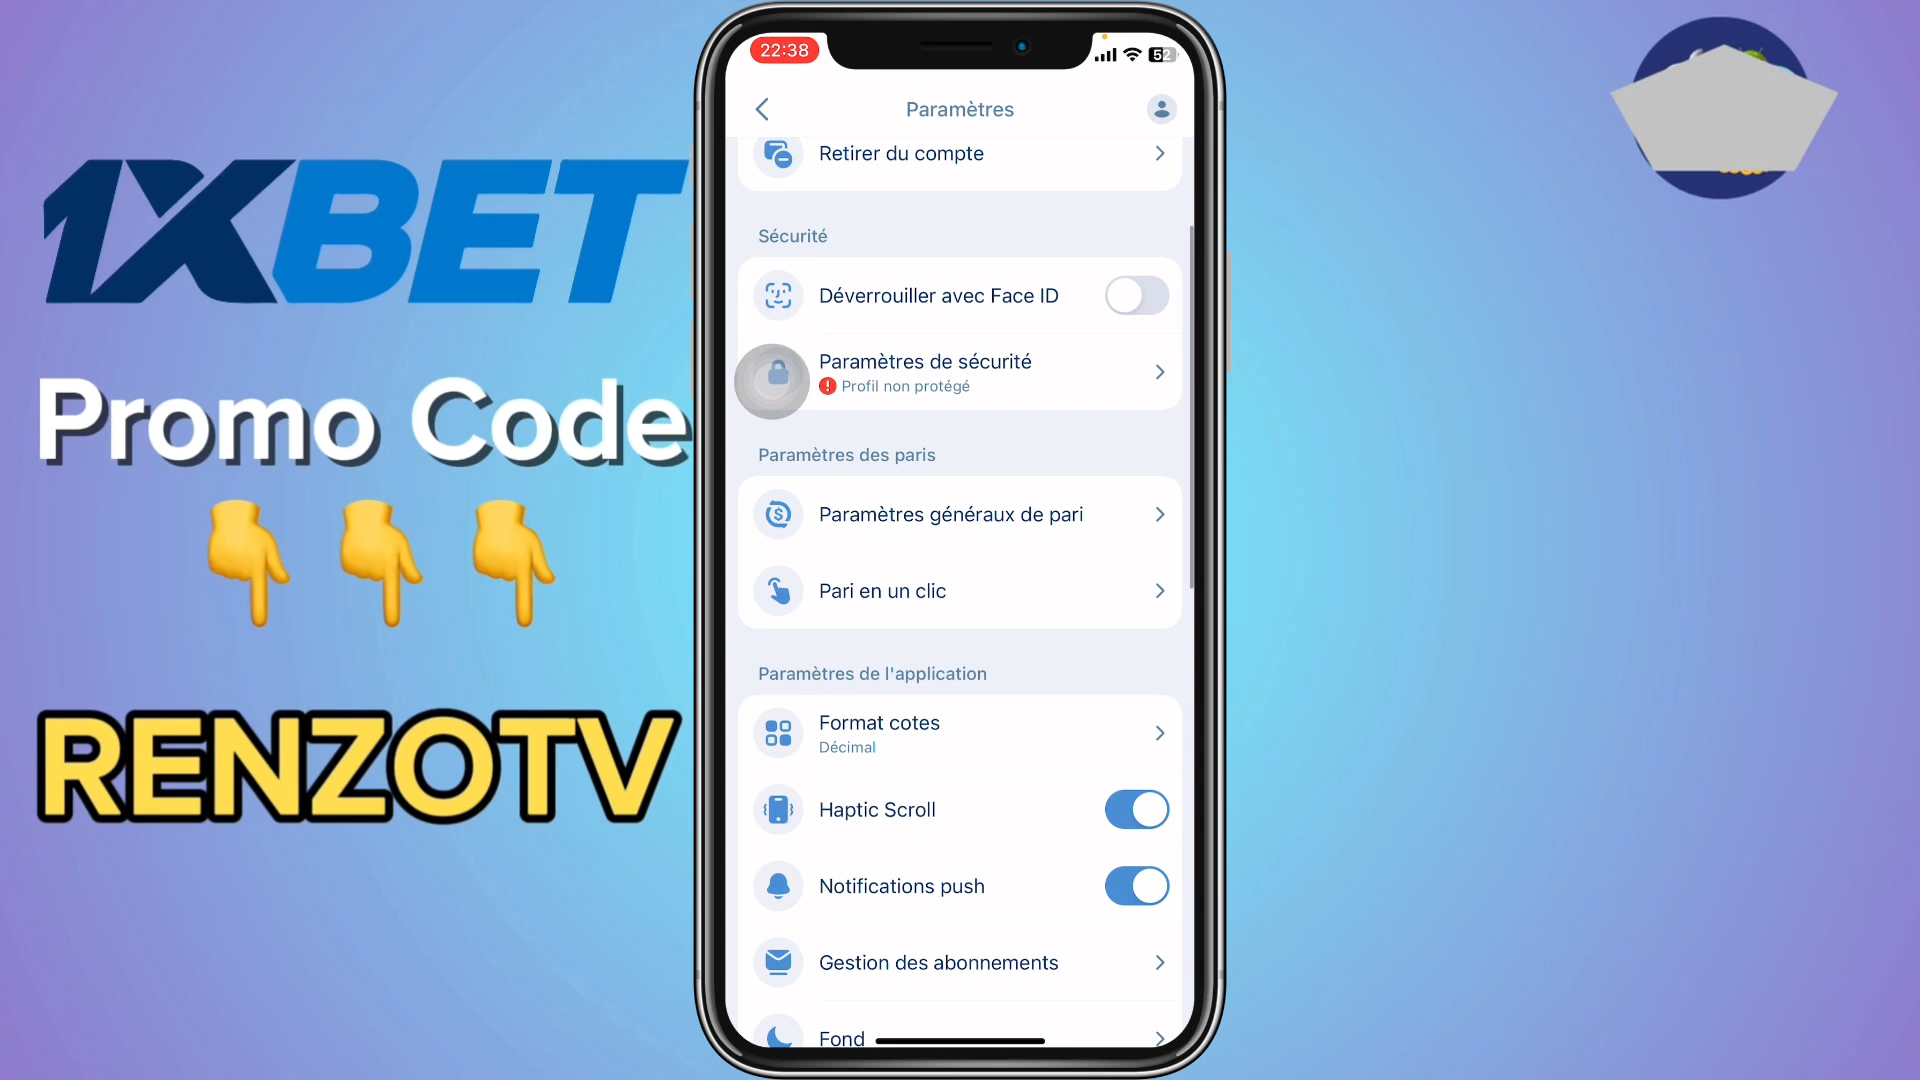 1XBET
Promo Code
RENZOTV
22:38
52
Paramètres
Retirer du compte
Sécurité
Déverrouiller avec Face ID
Paramètres de sécurité
Profil non protégé
Paramètres des paris
Paramètres généraux de pari
Pari en un clic
Paramètres de l'application
Format cotes
Décimal
Haptic Scroll
Notifications push
Gestion des abonnements
Fond